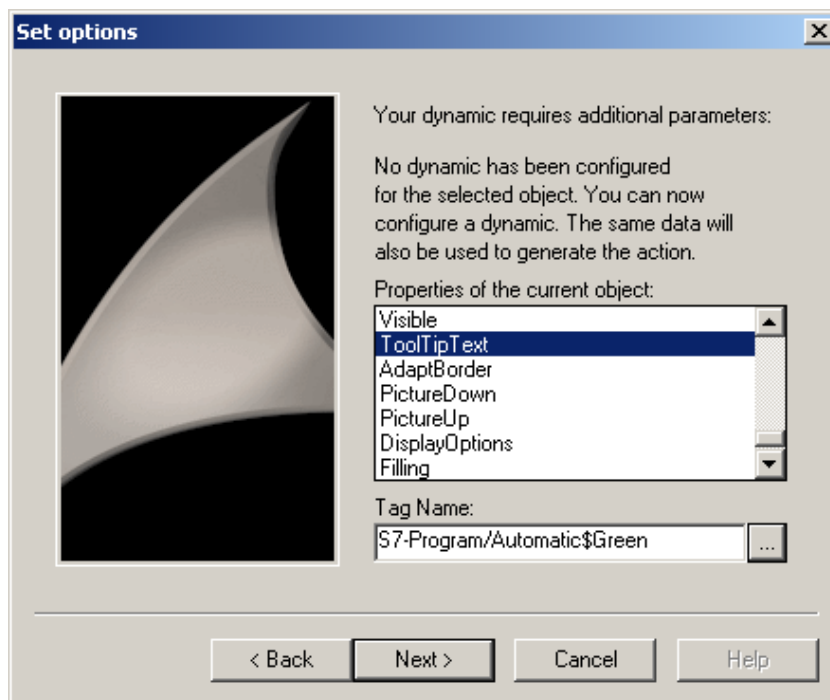 Set options
Your dynamic requires additional parameters:
No dynamic has been configured
for the selected object. You can now
configure a dynamic. The same data will
also be used to generate the action.
Properties of the current object:
Visible
ToolTipText
AdaptBorder
PictureDown
PictureUp
DisplayOptions
Filling
Tag Name:
S7-Program/Automatic$Green
...
< Back
Next >
Cancel
Help